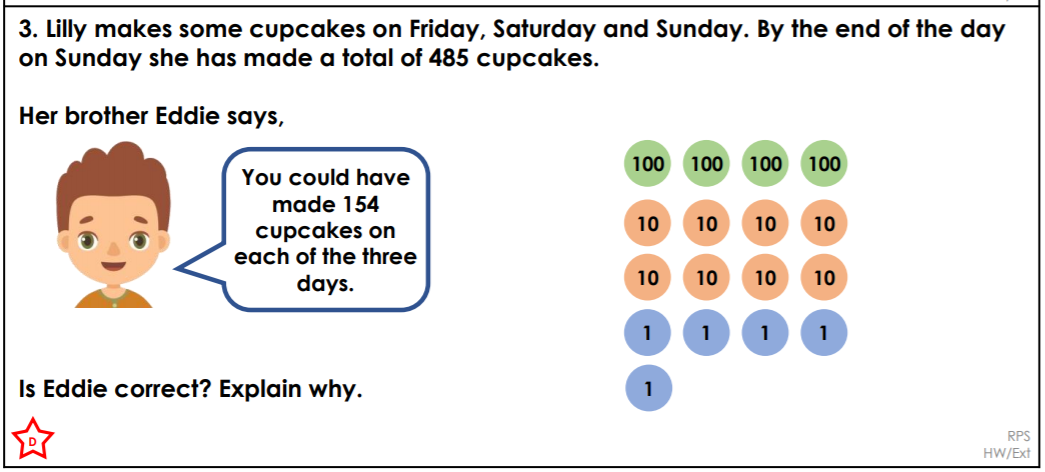 3. Lilly makes some cupcakes on Friday, Saturday and Sunday. By the end of the day
on Sunday she has made a total of 485 cupcakes.
Her brother Eddie says,
You could have
made 154
cupcakes on
each of the three
days.
100 100 100 100
10 10 10 10
10 10 10 10
1 1 1 1
1
Is Eddie correct? Explain why.
D
RPS
HW/Ext